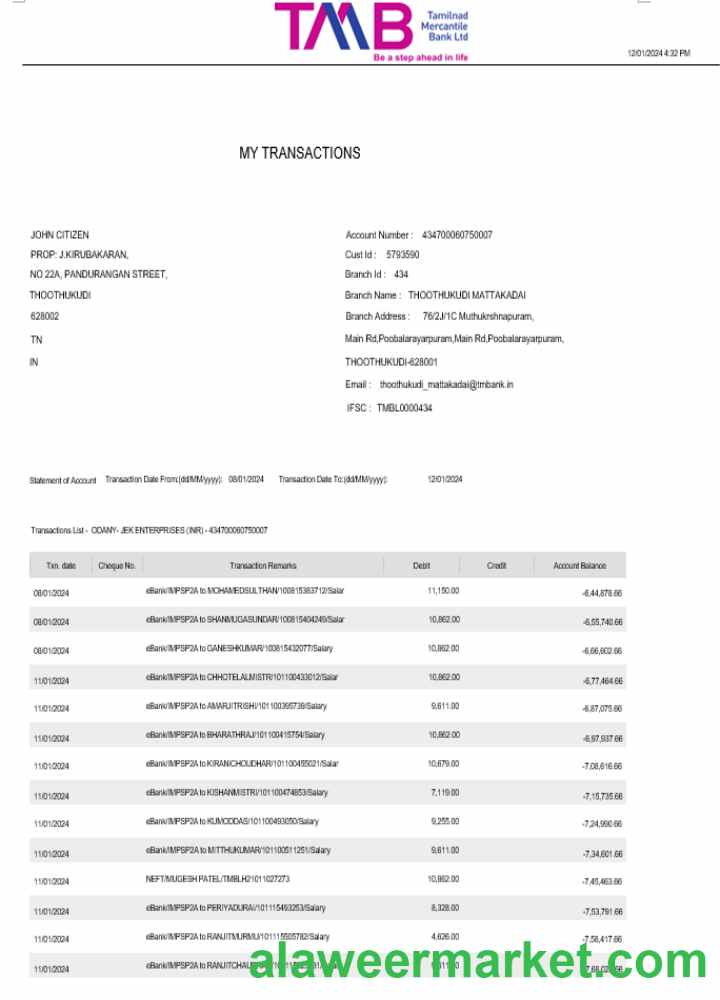 TMB Tamilnad
Mercantile
Bank Ltd
Be a step ahead in life
12/01/2024 4:32 PM
MY TRANSACTIONS
JOHN CITIZEN
PROP: J.KIRUBAKARAN,
NO 22A, PANDURANGAN STREET,
THOOTHUKUDI
628002
TN
IN
Account Number : 434700060750007
Cust Id : 5793590
Branch Id : 434
Branch Name : THOOTHUKUDI MATTAKADAI
Branch Address : 76/2J/1C Muthukrshnapuram,
Main Rd,Poobalarayarpuram,Main Rd,Poobalarayarpuram,
THOOTHUKUDI-628001
Email : thoothukudi_mattakadai@tmbank.in
IFSC : TMBL0000434
Statement of Account Transaction Date From:(dd/MM/yyyy): 08/01/2024 Transaction Date To:(dd/MM/yyyy): 12/01/2024
Transactions List - ODANY- JEK ENTERPRISES (INR) - 434700060750007
Txn. date Cheque No. Transaction Remarks Debit Credit Account Balance
08/01/2024 eBank/IMPSP2A to MOHAMEDSULTHAN/100815383712/Salar 11,150.00 -6,44,878.66
08/01/2024 eBank/IMPSP2A to SHANMUGASUNDAR/100815404249/Salar 10,862.00 -6,55,740.66
08/01/2024 eBank/IMPSP2A to GANESHKUMAR/100815432077/Salary 10,862.00 -6,66,602.66
11/01/2024 eBank/IMPSP2A to CHHOTELALMISTR/101100433012/Salar 10,862.00 -6,77,464.66
11/01/2024 eBank/IMPSP2A to AMARJITRISHI/101100395739/Salary 9,611.00 -6,87,075.66
11/01/2024 eBank/IMPSP2A to BHARATHRAJ/101100415754/Salary 10,862.00 -6,97,937.66
11/01/2024 eBank/IMPSP2A to KIRANICHOUDHAR/101100455021/Salar 10,679.00 -7,08,616.66
11/01/2024 eBank/IMPSP2A to KISHANMISTRI/101100474853/Salary 7,119.00 -7,15,735.66
11/01/2024 eBank/IMPSP2A to KUMODDAS/101100493050/Salary 9,255.00 -7,24,990.66
11/01/2024 eBank/IMPSP2A to MITTHUKUMAR/101100511251/Salary 9,611.00 -7,34,601.66
11/01/2024 NEFT/MUGESH PATEL/TMBLH21011027273 10,862.00 -7,45,463.66
11/01/2024 eBank/IMPSP2A to PERIYADURAI/101115493253/Salary 8,328.00 -7,53,791.66
11/01/2024 eBank/IMPSP2A to RANJITMURMU/101115505782/Salary 4,626.00 -7,58,417.66
11/01/2024 eBank/IMPSP2A to
alaweermarket.com